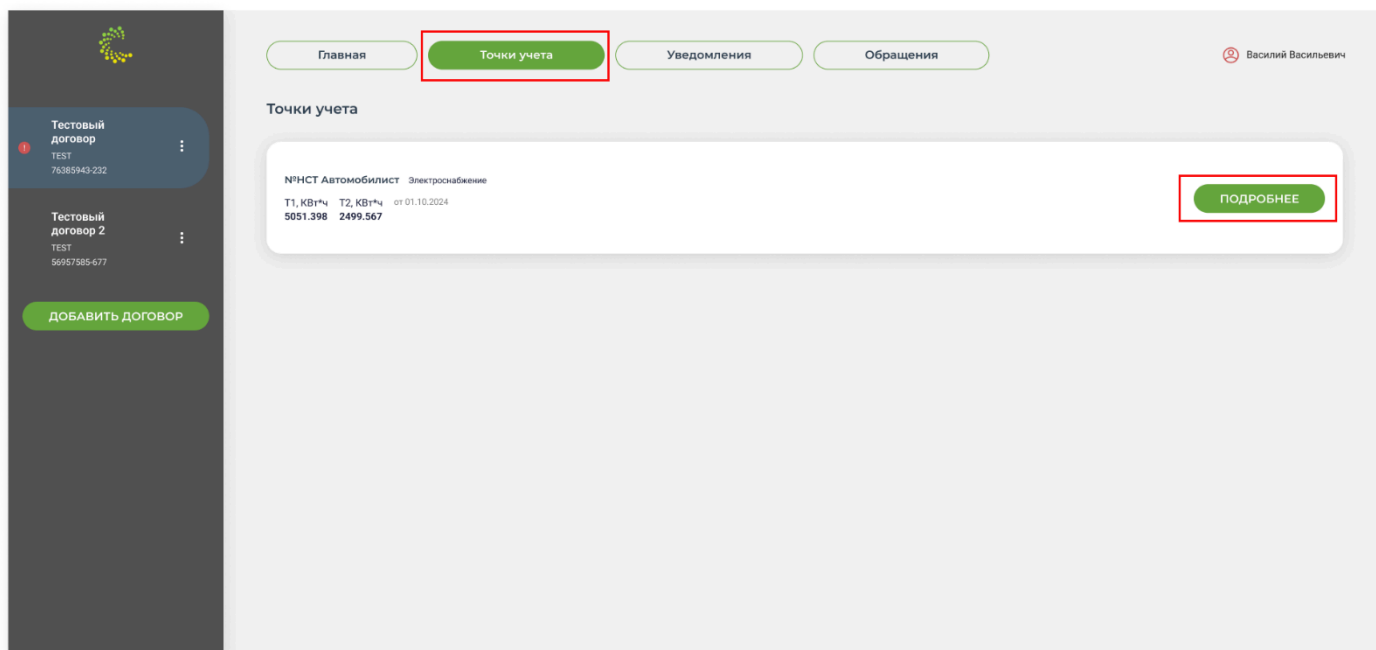 Главная
Точки учета
Уведомления
Обращения
Василий Васильевич
Тестовый
договор
TEST
76385943-232
Тестовый
договор 2
TEST
56957585-677
ДОБАВИТЬ ДОГОВОР
Точки учета
№НСТ Автомобилист Электроснабжение
Т1, КВт*ч Т2, КВт*ч от 01.10.2024
5051.398 2499.567
ПОДРОБНЕЕ